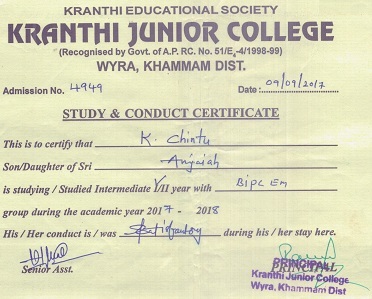 KRANTHI EDUCATIONAL SOCIETY
KRANTHI JUNIOR COLLEGE
(Recognised by Govt. of A.P. RC. No. 51/E, 4/1998-99)
WYRA, KHAMMAM DIST.
Admission No. 4949 Date : 09/09/2017
STUDY & CONDUCT CERTIFICATE
This is to certify that K. Chintu
Son/Daughter of Sri Anjaiah
is studying / Studied Intermediate I/II year with BiPC Em
group during the academic year 2017 - 2018
His / Her conduct is / was Satisfactory during his / her stay here.
Senior Asst. PRINCIPAL
PRINCIPAL
Kranthi Junior College
Wyra, Khammam Dist